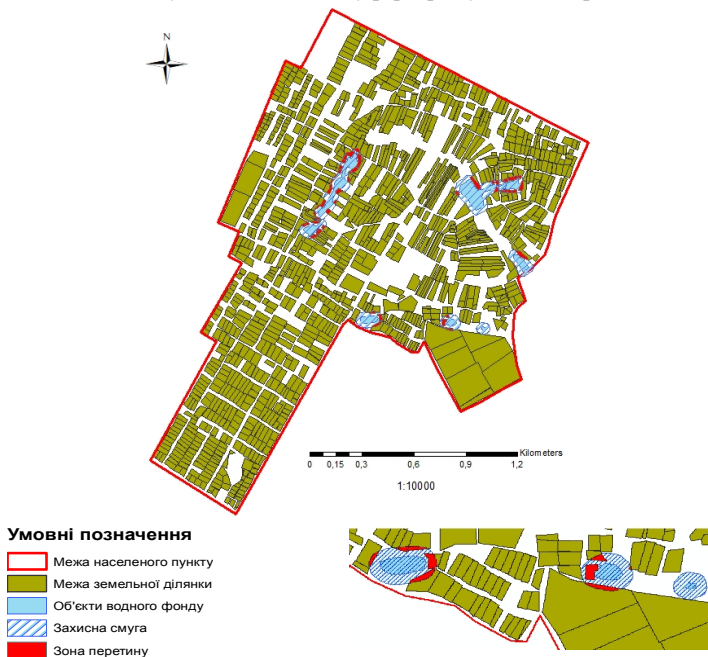 N
Kilometers
0 0,15 0,3 0,6 0,9 1,2
1:10000
Умовні позначення
Межа населеного пункту
Межа земельної ділянки
Об'єкти водного фонду
Захисна смуга
Зона перетину